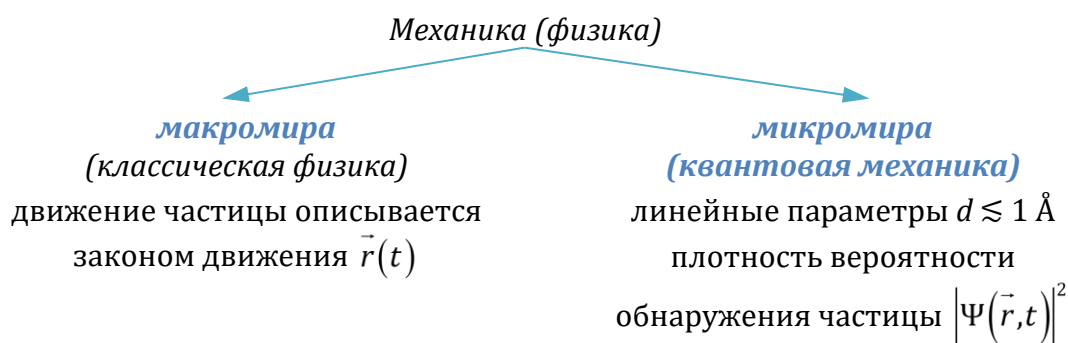 Механика (физика)
макромира
(классическая физика)
движение частицы описывается
законом движения r⃗(t)
микромира
(квантовая механика)
линейные параметры d ≲ 1 Å
плотность вероятности
обнаружения частицы |Ψ(r⃗,t)|²